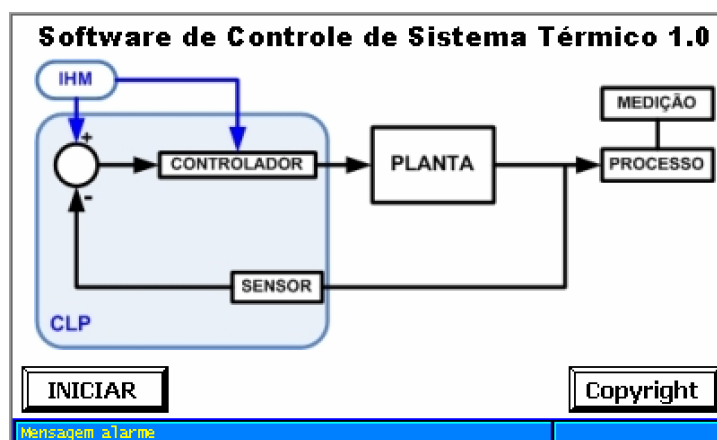 Software de Controle de Sistema Térmico 1.0
IHM
MEDIÇÃO
+
CONTROLADOR
PLANTA
PROCESSO
-
SENSOR
CLP
INICIAR
Copyright
Mensagem alarme